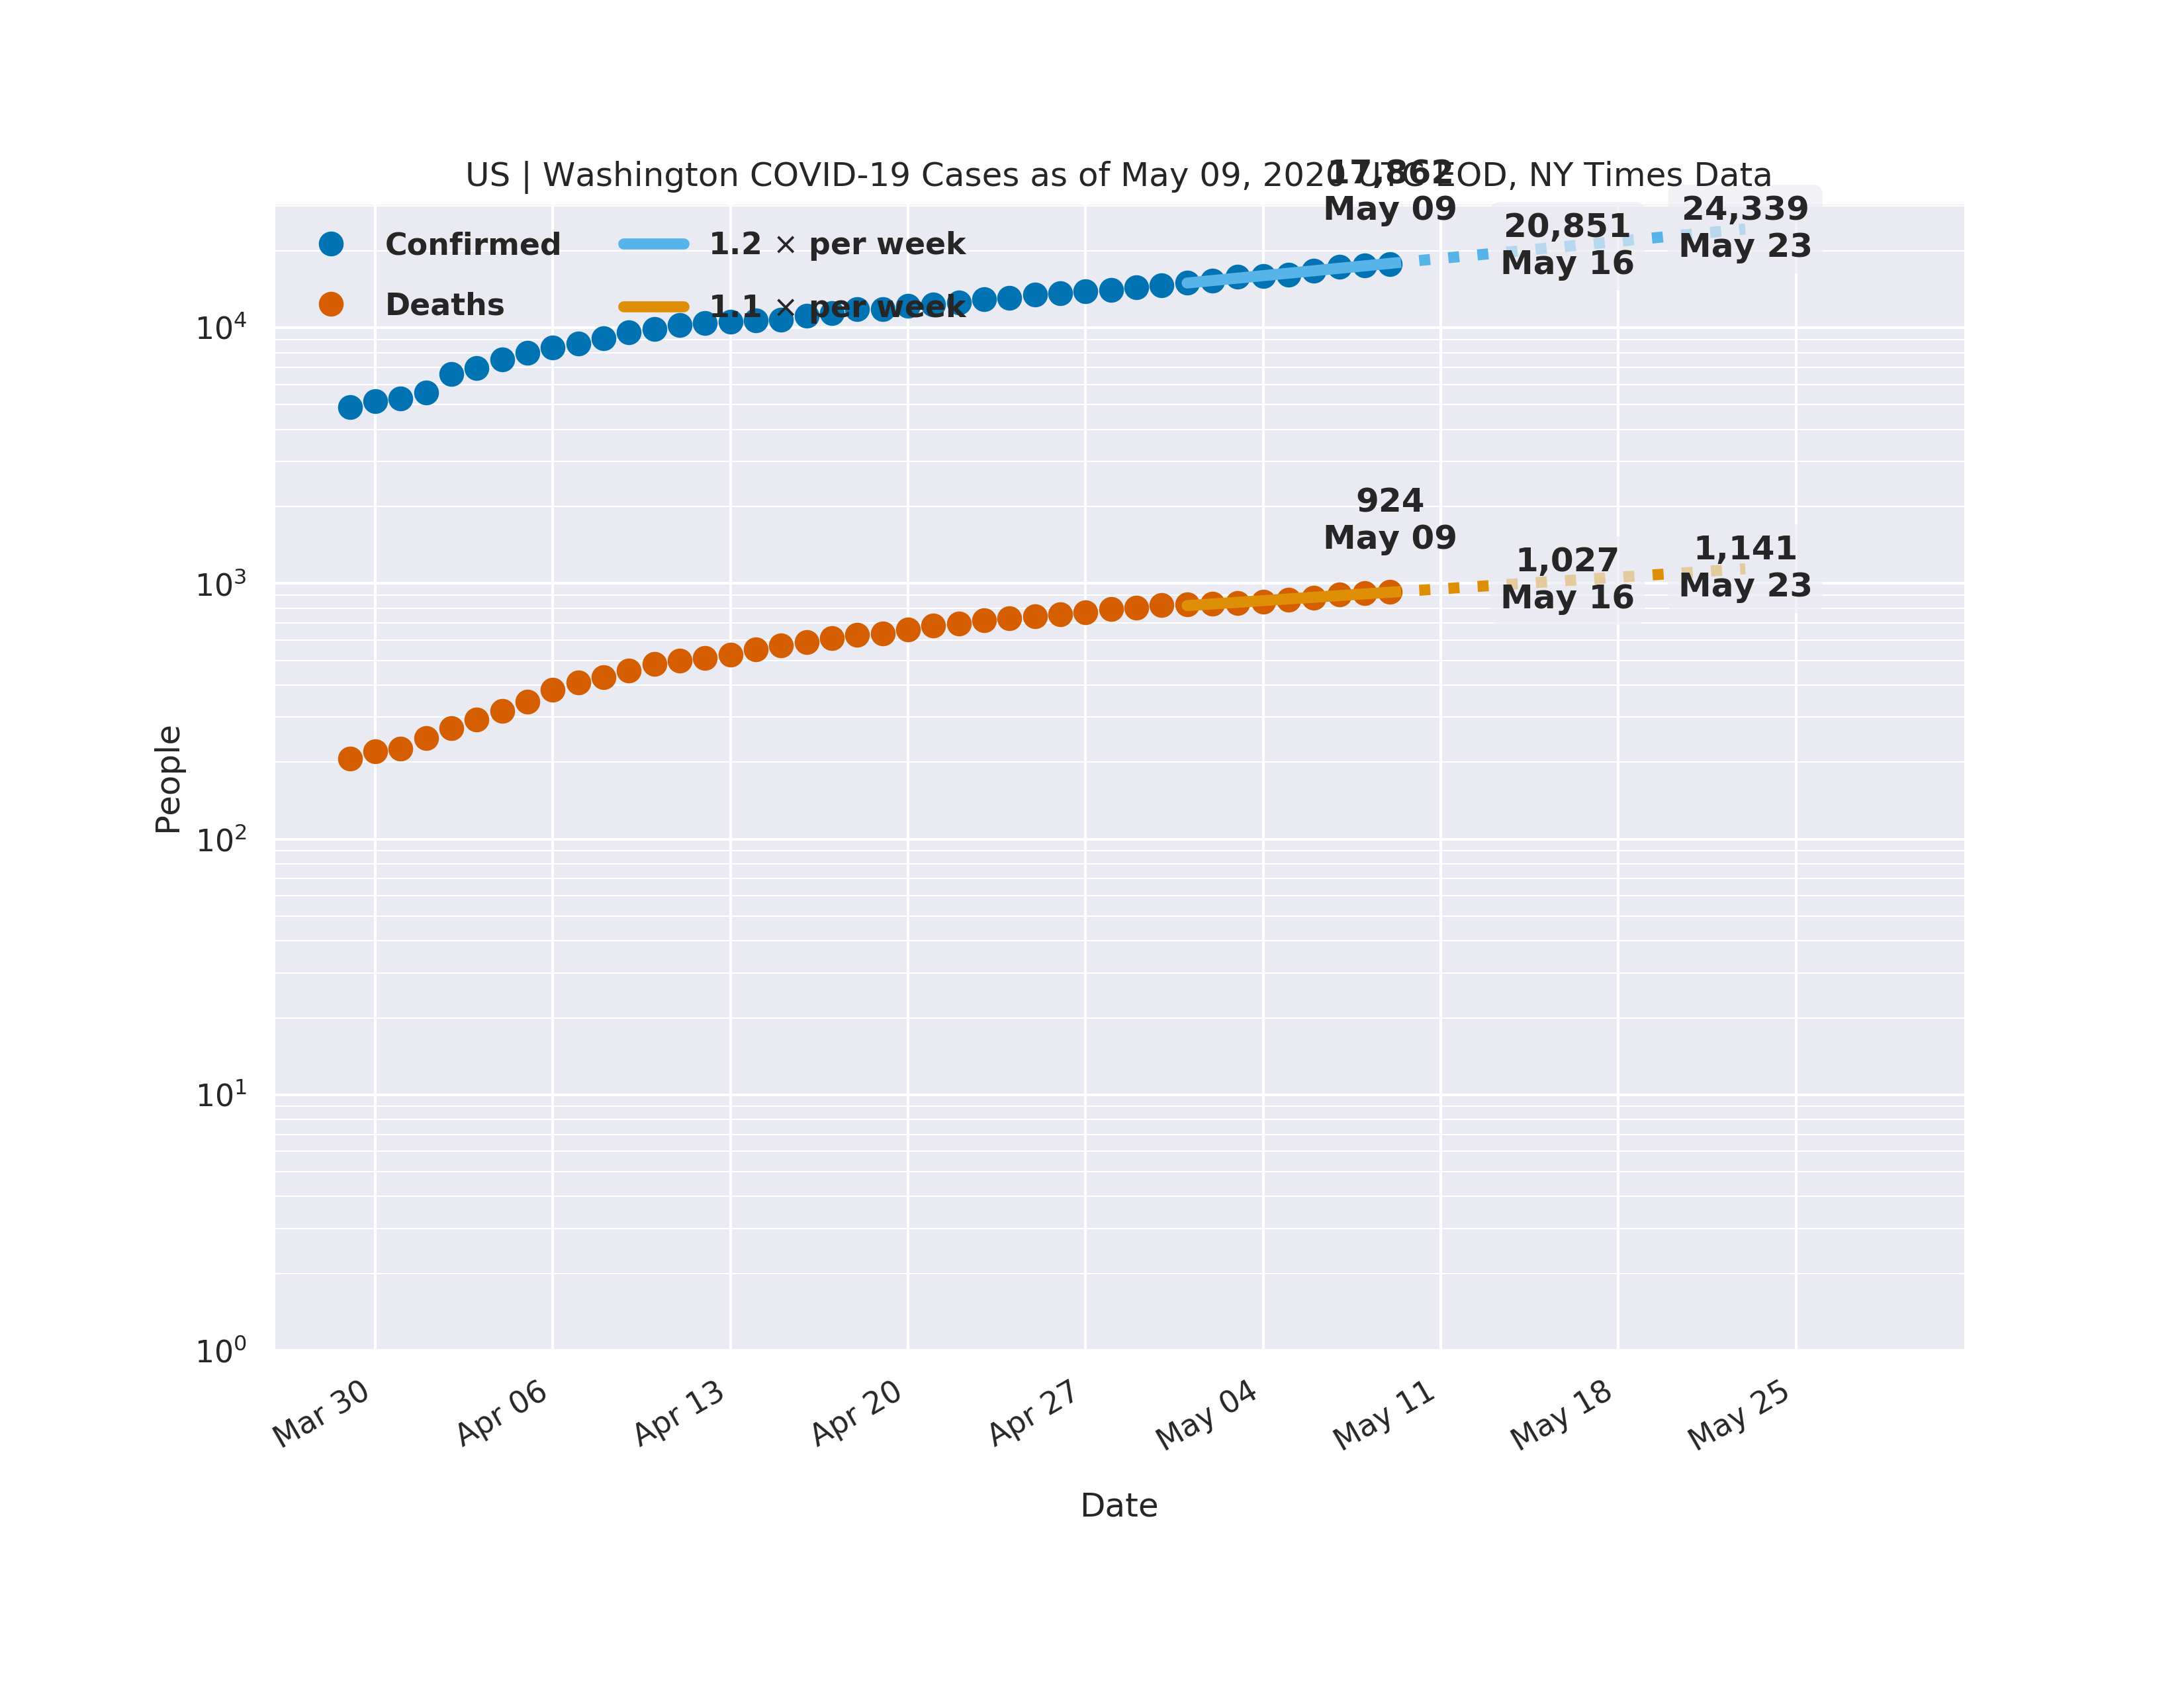 US | Washington COVID-19 Cases as of May 09, 2020 UTC EOD, NY Times Data
17,862
May 09
20,851
May 16
24,339
May 23
Confirmed
1.2 × per week
Deaths
1.1 × per week
924
May 09
1,027
May 16
1,141
May 23
People
10⁴
10³
10²
10¹
10⁰
Mar 30
Apr 06
Apr 13
Apr 20
Apr 27
May 04
May 11
May 18
May 25
Date